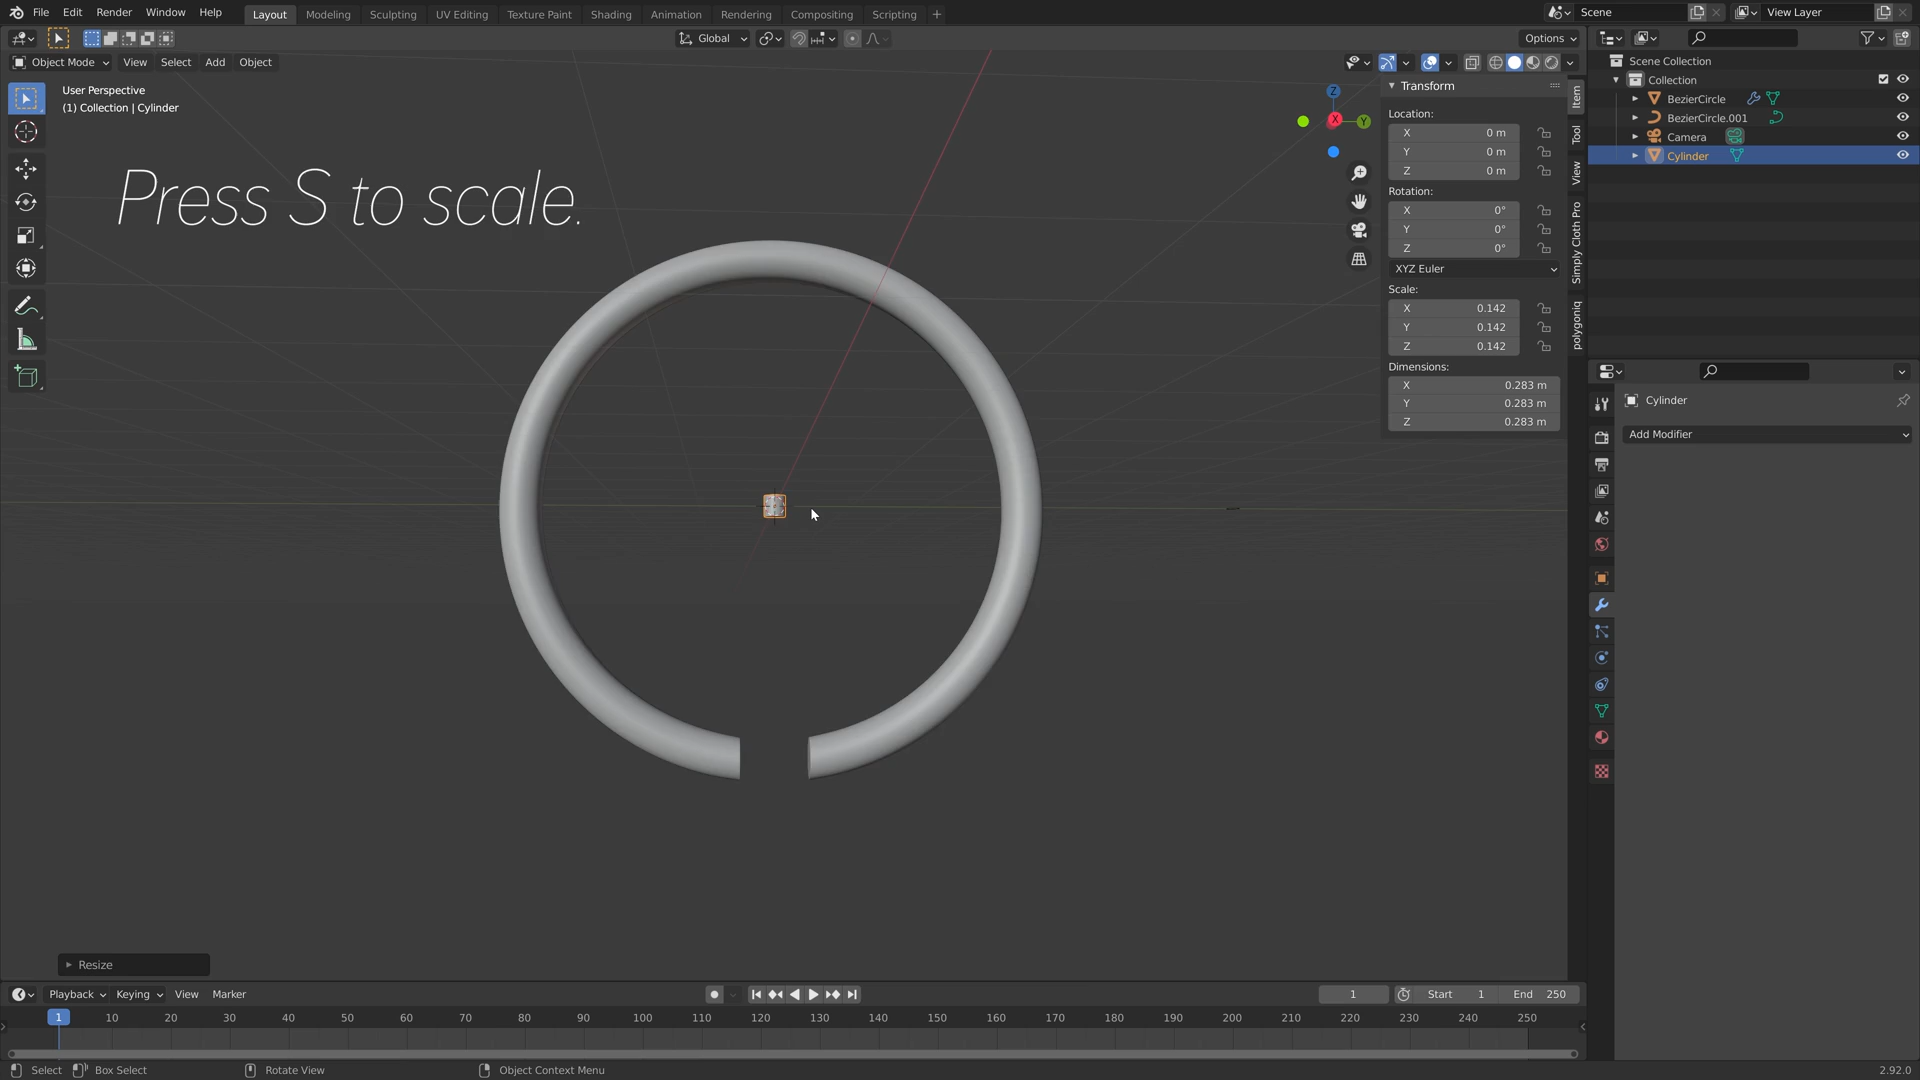 File Edit Render Window Help Layout Modeling Sculpting UV Editing Texture Paint Shading Animation Rendering Compositing Scripting + Scene View Layer
Global Options
Object Mode View Select Add Object
User Perspective
(1) Collection | Cylinder
Press S to scale.
Z
X
Y
Transform
Location:
X 0 m
Y 0 m
Z 0 m
Rotation:
X 0°
Y 0°
Z 0°
XYZ Euler
Scale:
X 0.142
Y 0.142
Z 0.142
Dimensions:
X 0.283 m
Y 0.283 m
Z 0.283 m
Item
Tool
View
Simply Cloth Pro
polygoniq
Scene Collection
Collection
BezierCircle
BezierCircle.001
Camera
Cylinder
Cylinder
Add Modifier
Resize
Playback Keying View Marker 1 Start 1 End 250
1 10 20 30 40 50 60 70 80 90 100 110 120 130 140 150 160 170 180 190 200 210 220 230 240 250
Select Box Select Rotate View Object Context Menu 2.92.0